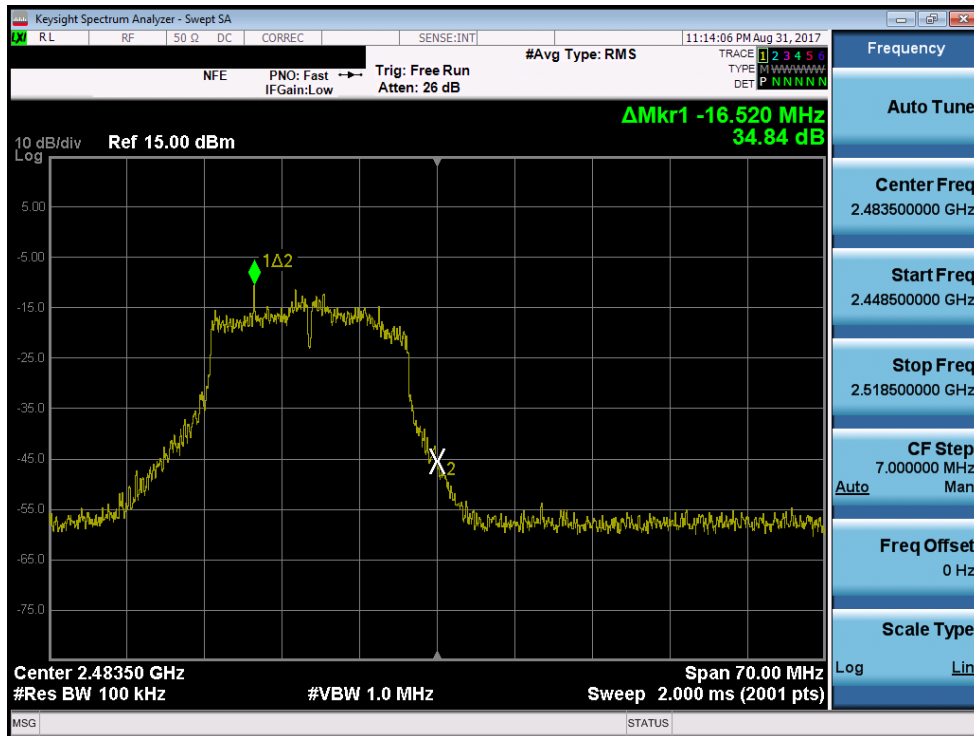 Keysight Spectrum Analyzer - Swept SA
LXI RL RF 50 Ω DC CORREC SENSE:INT 11:14:06 PM Aug 31, 2017
#Avg Type: RMS TRACE 1 2 3 4 5 6
NFE PNO: Fast Trig: Free Run TYPE M WWWWW
IFGain:Low Atten: 26 dB DET P N N N N N
ΔMkr1 -16.520 MHz
34.84 dB
10 dB/div Ref 15.00 dBm
Log
5.00
-5.00
1Δ2
-15.0
-25.0
-35.0
-45.0
2
-55.0
-65.0
-75.0
Center 2.48350 GHz Span 70.00 MHz
#Res BW 100 kHz #VBW 1.0 MHz Sweep 2.000 ms (2001 pts)
MSG STATUS
Frequency
Auto Tune
Center Freq
2.483500000 GHz
Start Freq
2.448500000 GHz
Stop Freq
2.518500000 GHz
CF Step
7.000000 MHz
Auto Man
Freq Offset
0 Hz
Scale Type
Log Lin